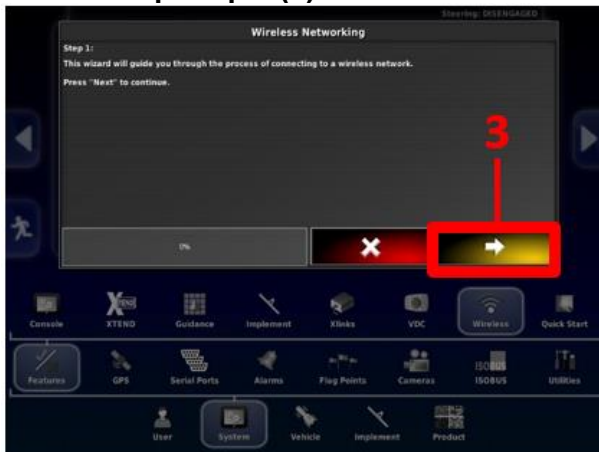 Steering: DISENGAGED
Wireless Networking
Step 1:
This wizard will guide you through the process of connecting to a wireless network.
Press "Next" to continue.
3
0%
Console
XTEND
XTEND
Guidance
Implement
Xlinks
VDC
Wireless
Quick Start
Features
GPS
Serial Ports
Alarms
Flag Points
Cameras
ISOBUS
ISOBUS
Utilities
User
System
Vehicle
Implement
Product